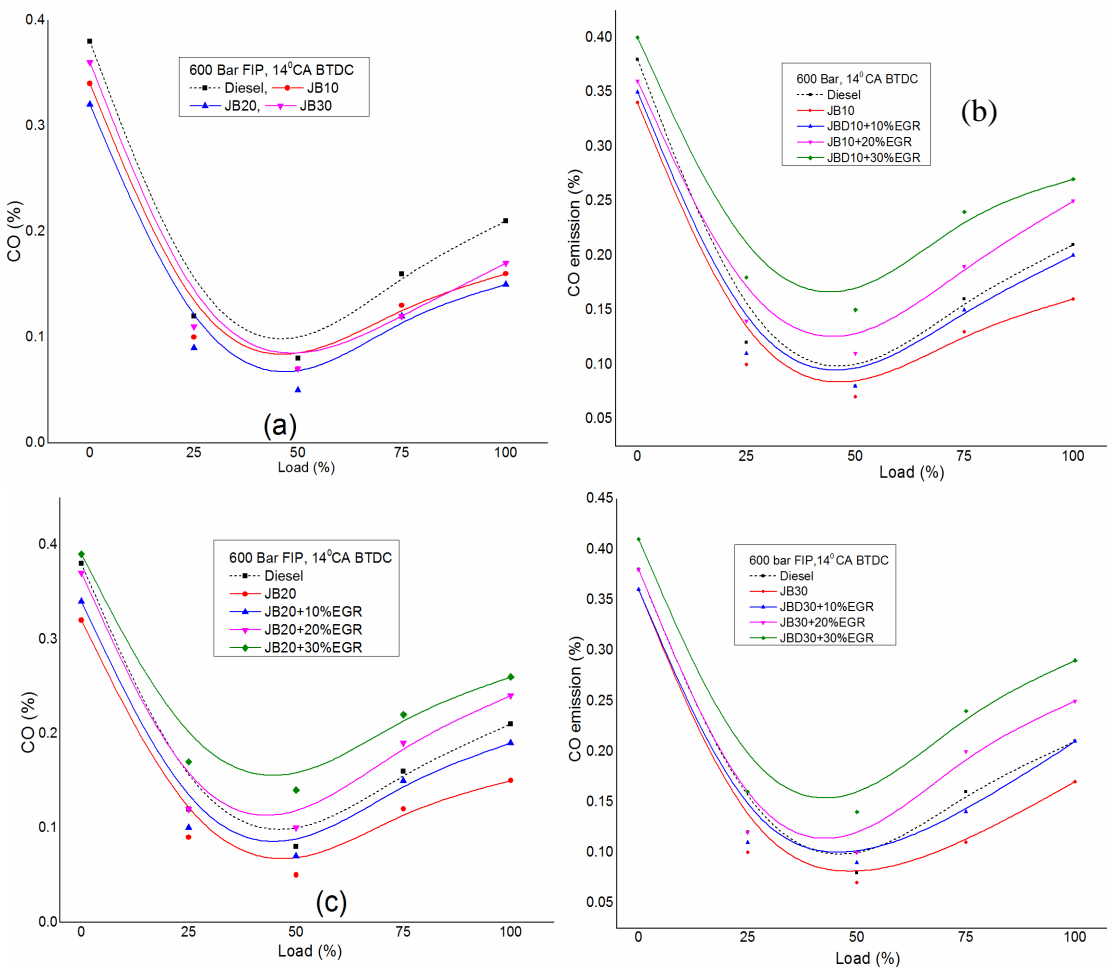 0.4
0.3
0.2
0.1
0.0
CO (%)
600 Bar FIP, 14⁰CA BTDC
Diesel, JB10
JB20, JB30
(a)
0 25 50 75 100
Load (%)
0.40
0.35
0.30
0.25
0.20
0.15
0.10
0.05
CO emission (%)
600 Bar, 14⁰ CA BTDC
Diesel
JB10
JBD10+10%EGR
JB10+20%EGR
JBD10+30%EGR
(b)
0 25 50 75 100
Load (%)
0.4
0.3
0.2
0.1
0.0
CO (%)
600 Bar FIP, 14⁰CA BTDC
Diesel
JB20
JB20+10%EGR
JB20+20%EGR
JB20+30%EGR
(c)
0 25 50 75 100
Load (%)
0.45
0.40
0.35
0.30
0.25
0.20
0.15
0.10
0.05
CO emission (%)
600 bar FIP,14⁰ CA BTDC
Diesel
JB30
JBD30+10%EGR
JB30+20%EGR
JBD30+30%EGR
0 25 50 75 100
Load (%)